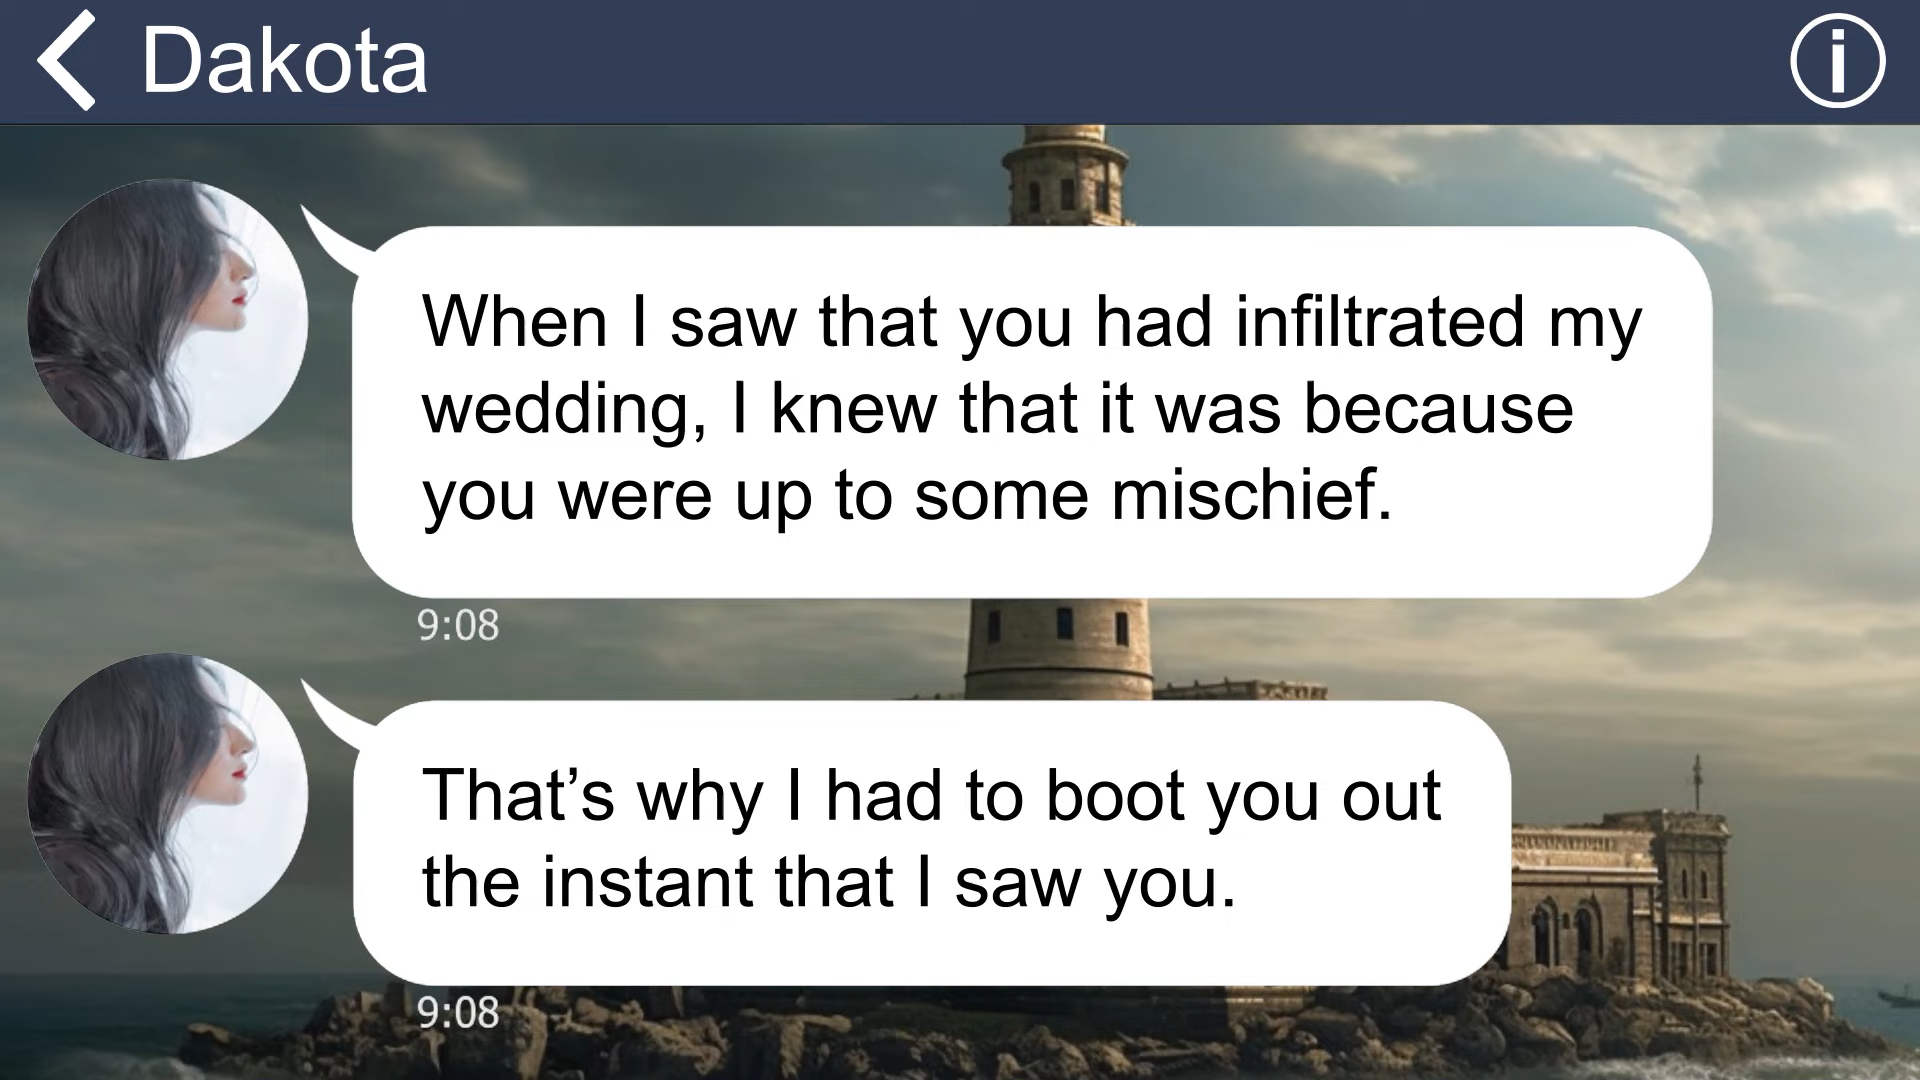 Dakota
When I saw that you had infiltrated my
wedding, I knew that it was because
you were up to some mischief.
9:08
That’s why I had to boot you out
the instant that I saw you.
9:08